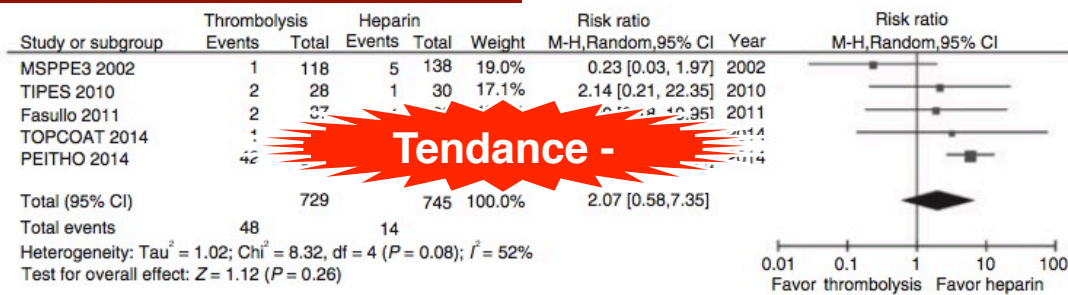 Thrombolysis Heparin Risk ratio Risk ratio
Study or subgroup Events Total Events Total Weight M-H,Random,95% CI Year M-H,Random,95% CI
MSPPE3 2002 1 118 5 138 19.0% 0.23 [0.03, 1.97] 2002
TIPES 2010 2 28 1 30 17.1% 2.14 [0.21, 22.35] 2010
Fasullo 2011 2 37 2011
TOPCOAT 2014 1 2014
PEITHO 2014 42 2014
Tendance -
Total (95% CI) 729 745 100.0% 2.07 [0.58,7.35]
Total events 48 14
Heterogeneity: Tau² = 1.02; Chi² = 8.32, df = 4 (P = 0.08); I² = 52%
Test for overall effect: Z = 1.12 (P = 0.26)
0.01 0.1 1 10 100
Favor thrombolysis Favor heparin